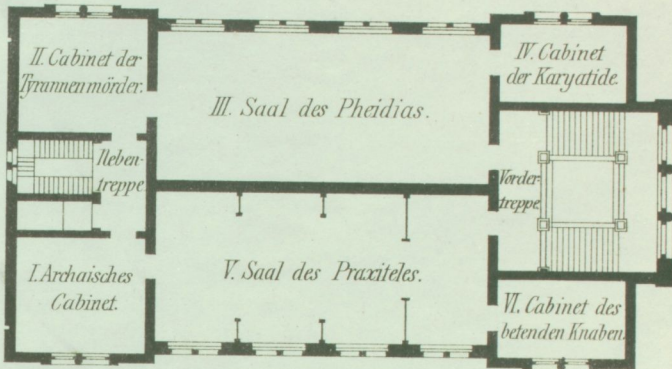 II. Cabinet der
Tyrannenmörder.
III. Saal des Pheidias.
IV. Cabinet
der Karyatide.
Neben-
treppe
Vorder-
treppe
I. Archaisches
Cabinet.
V. Saal des Praxiteles.
VI. Cabinet des
betenden Knaben.